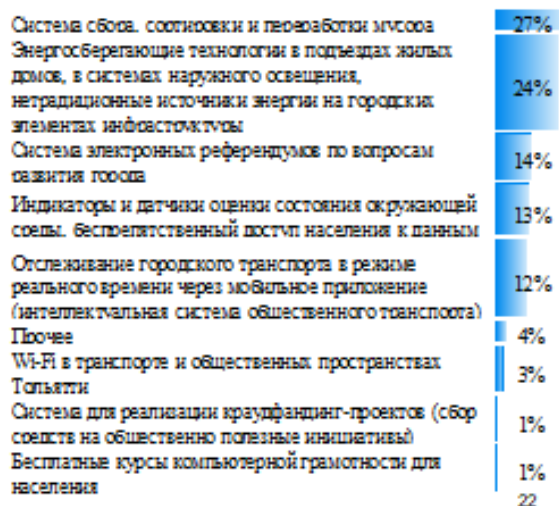 Система сбора, сортировки и переработки мусора 27%
Энергосберегающие технологии в подъездах жилых
домов, в системах наружного освещения,
нетрадиционные источники энергии на городских 24%
элементах инфраструктуры
Система электронных референдумов по вопросам 14%
развития города
Индикаторы и датчики оценки состояния окружающей 13%
среды, беспрепятственный доступ населения к данным
Отслеживание городского транспорта в режиме
реального времени через мобильное приложение 12%
(интеллектуальная система общественного транспорта)
Прочее 4%
Wi-Fi в транспорте и общественных пространствах 3%
Тольятти
Система для реализации краудфандинг-проектов (сбор 1%
средств на общественно полезные инициативы)
Бесплатные курсы компьютерной грамотности для 1%
населения
22